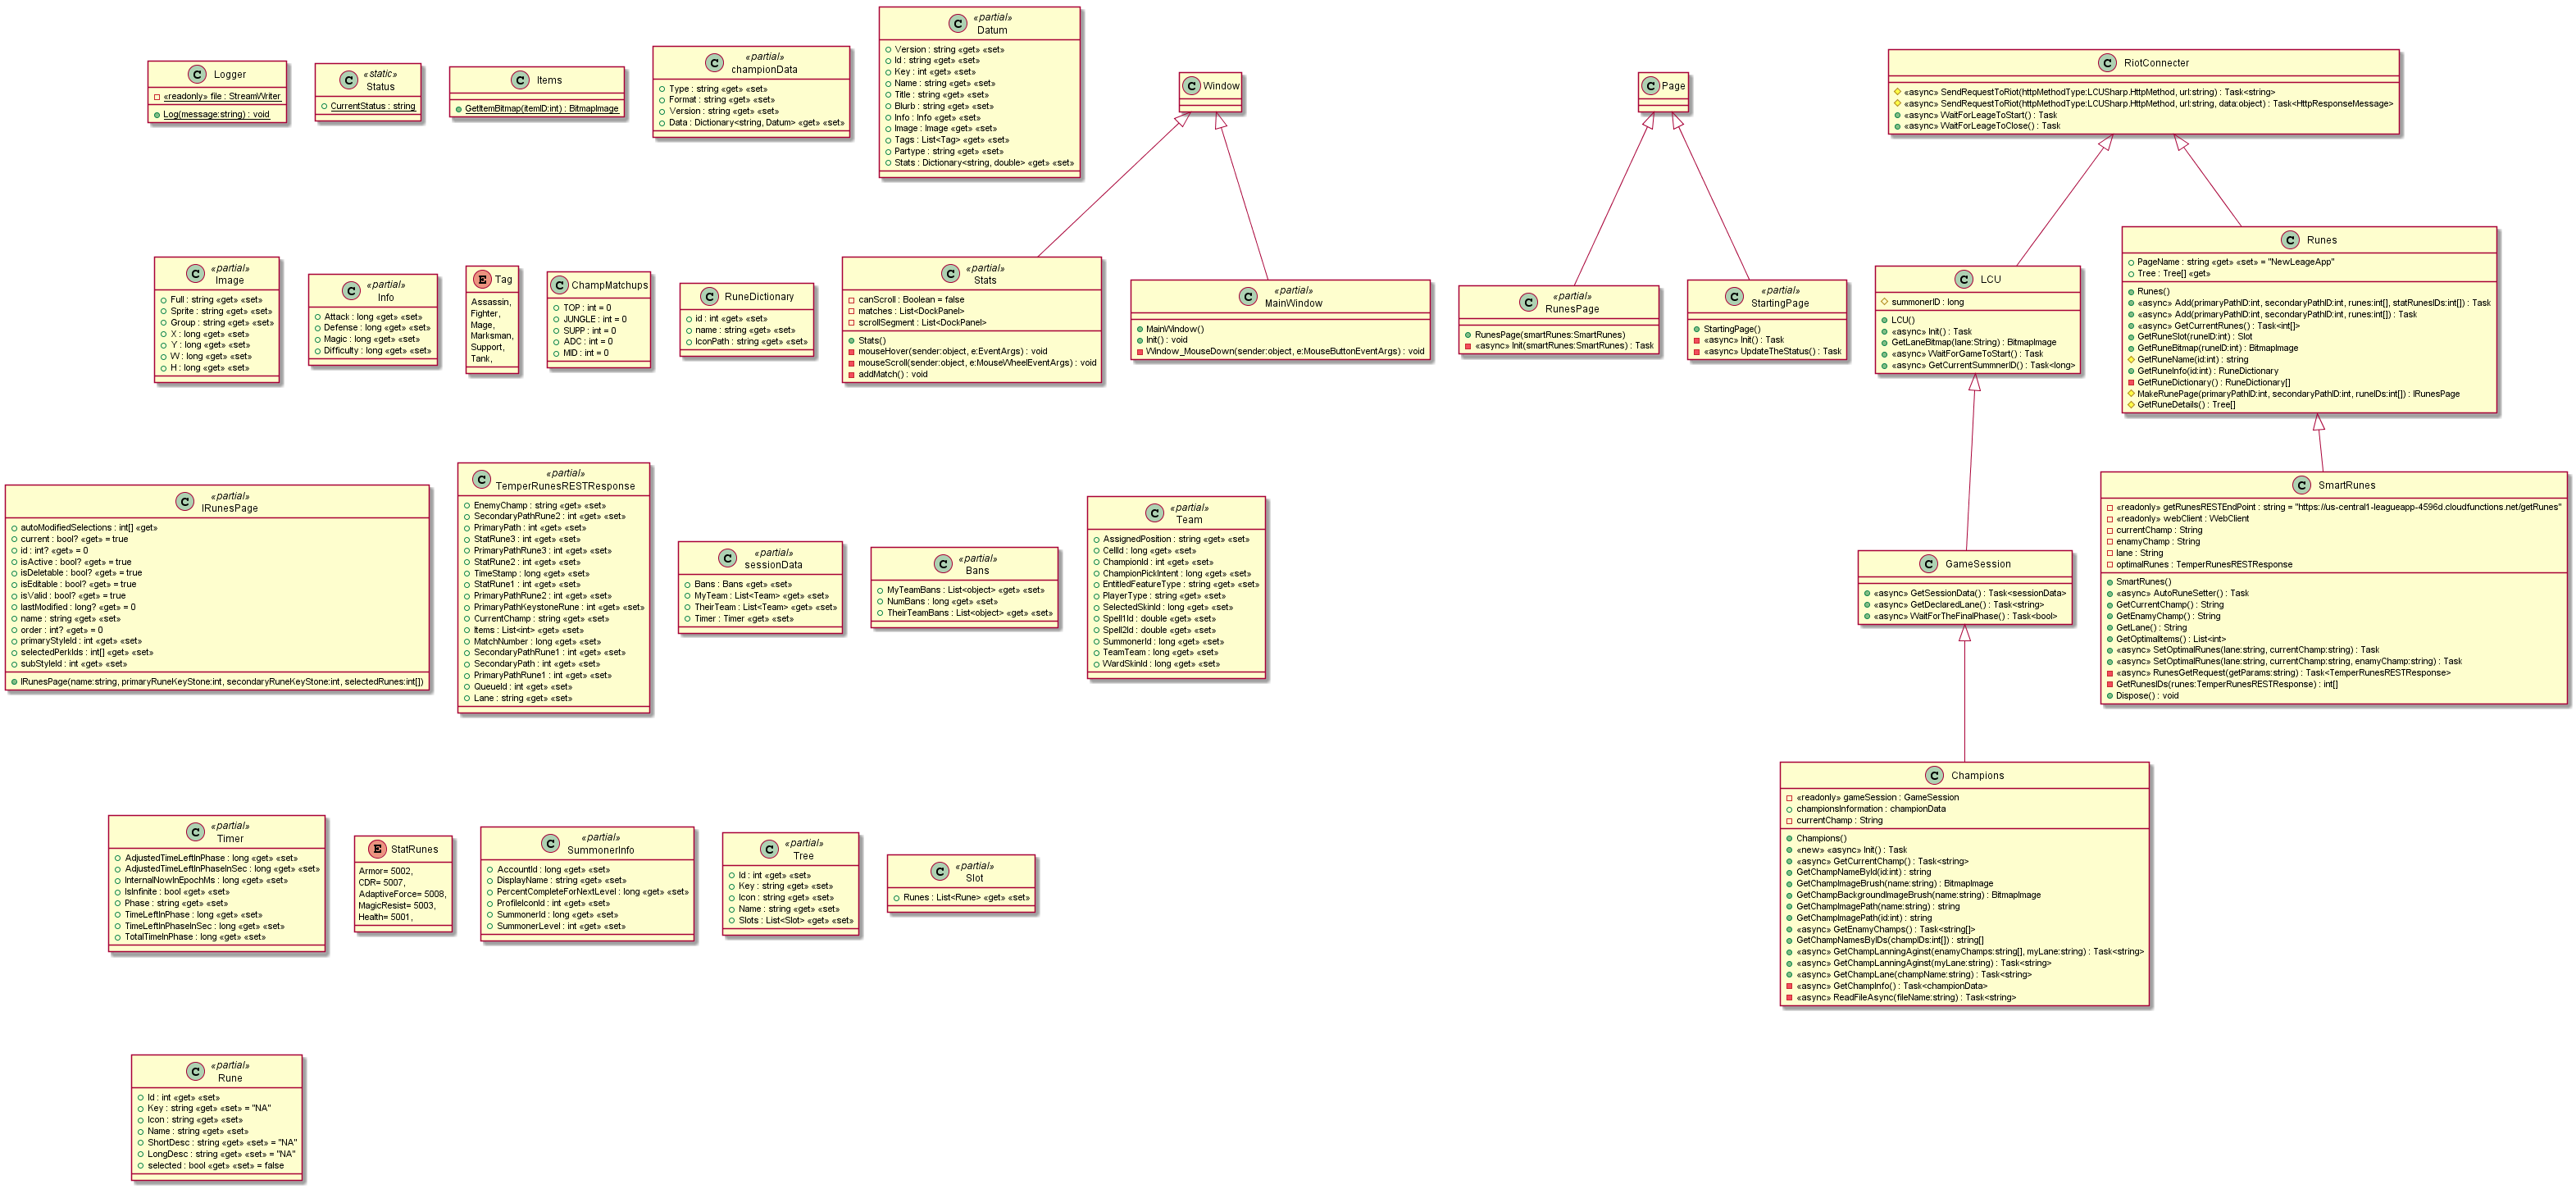 C Logger
«readonly» file : StreamWriter
Log(message:string) : void
C «static»
Status
CurrentStatus : string
C Items
GetItemBitmap(itemID:int) : BitmapImage
C «partial»
championData
Type : string «get» «set»
Format : string «get» «set»
Version : string «get» «set»
Data : Dictionary<string, Datum> «get» «set»
C «partial»
Datum
Version : string «get» «set»
Id : string «get» «set»
Key : int «get» «set»
Name : string «get» «set»
Title : string «get» «set»
Blurb : string «get» «set»
Info : Info «get» «set»
Image : Image «get» «set»
Tags : List<Tag> «get» «set»
Partype : string «get» «set»
Stats : Dictionary<string, double> «get» «set»
C Window
C Page
C RiotConnecter
«async» SendRequestToRiot(httpMethodType:LCUSharp.HttpMethod, url:string) : Task<string>
«async» SendRequestToRiot(httpMethodType:LCUSharp.HttpMethod, url:string, data:object) : Task<HttpResponseMessage>
«async» WaitForLeageToStart() : Task
«async» WaitForLeageToClose() : Task
C «partial»
Image
Full : string «get» «set»
Sprite : string «get» «set»
Group : string «get» «set»
X : long «get» «set»
Y : long «get» «set»
W : long «get» «set»
H : long «get» «set»
C «partial»
Info
Attack : long «get» «set»
Defense : long «get» «set»
Magic : long «get» «set»
Difficulty : long «get» «set»
E Tag
Assassin,
Fighter,
Mage,
Marksman,
Support,
Tank,
C ChampMatchups
TOP : int = 0
JUNGLE : int = 0
SUPP : int = 0
ADC : int = 0
MID : int = 0
C RuneDictionary
id : int «get» «set»
name : string «get» «set»
IconPath : string «get» «set»
C «partial»
Stats
canScroll : Boolean = false
matches : List<DockPanel>
scrollSegment : List<DockPanel>
Stats()
mouseHover(sender:object, e:EventArgs) : void
mouseScroll(sender:object, e:MouseWheelEventArgs) : void
addMatch() : void
C «partial»
MainWindow
MainWindow()
Init() : void
Window_MouseDown(sender:object, e:MouseButtonEventArgs) : void
C «partial»
RunesPage
RunesPage(smartRunes:SmartRunes)
«async» Init(smartRunes:SmartRunes) : Task
C «partial»
StartingPage
StartingPage()
«async» Init() : Task
«async» UpdateTheStatus() : Task
C LCU
summonerID : long
LCU()
«async» Init() : Task
GetLaneBitmap(lane:String) : BitmapImage
«async» WaitForGameToStart() : Task
«async» GetCurrentSummnerID() : Task<long>
C Runes
PageName : string «get» «set» = "NewLeageApp"
Tree : Tree[] «get»
Runes()
«async» Add(primaryPathID:int, secondaryPathID:int, runes:int[], statRunesIDs:int[]) : Task
«async» Add(primaryPathID:int, secondaryPathID:int, runes:int[]) : Task
«async» GetCurrentRunes() : Task<int[]>
GetRuneSlot(runeID:int) : Slot
GetRuneBitmap(runeID:int) : BitmapImage
GetRuneName(id:int) : string
GetRuneInfo(id:int) : RuneDictionary
GetRuneDictionary() : RuneDictionary[]
MakeRunePage(primaryPathID:int, secondaryPathID:int, runeIDs:int[]) : IRunesPage
GetRuneDetails() : Tree[]
C «partial»
IRunesPage
autoModifiedSelections : int[] «get»
current : bool? «get» = true
id : int? «get» = 0
isActive : bool? «get» = true
isDeletable : bool? «get» = true
isEditable : bool? «get» = true
isValid : bool? «get» = true
lastModified : long? «get» = 0
name : string «get» «set»
order : int? «get» = 0
primaryStyleId : int «get» «set»
selectedPerkIds : int[] «get» «set»
subStyleId : int «get» «set»
IRunesPage(name:string, primaryRuneKeyStone:int, secondaryRuneKeyStone:int, selectedRunes:int[])
C «partial»
TemperRunesRESTResponse
EnemyChamp : string «get» «set»
SecondaryPathRune2 : int «get» «set»
PrimaryPath : int «get» «set»
StatRune3 : int «get» «set»
PrimaryPathRune3 : int «get» «set»
StatRune2 : int «get» «set»
TimeStamp : long «get» «set»
StatRune1 : int «get» «set»
PrimaryPathRune2 : int «get» «set»
PrimaryPathKeystoneRune : int «get» «set»
CurrentChamp : string «get» «set»
Items : List<int> «get» «set»
MatchNumber : long «get» «set»
SecondaryPathRune1 : int «get» «set»
SecondaryPath : int «get» «set»
PrimaryPathRune1 : int «get» «set»
QueueId : int «get» «set»
Lane : string «get» «set»
C «partial»
sessionData
Bans : Bans «get» «set»
MyTeam : List<Team> «get» «set»
TheirTeam : List<Team> «get» «set»
Timer : Timer «get» «set»
C «partial»
Bans
MyTeamBans : List<object> «get» «set»
NumBans : long «get» «set»
TheirTeamBans : List<object> «get» «set»
C «partial»
Team
AssignedPosition : string «get» «set»
CellId : long «get» «set»
ChampionId : int «get» «set»
ChampionPickIntent : long «get» «set»
EntitledFeatureType : string «get» «set»
PlayerType : string «get» «set»
SelectedSkinId : long «get» «set»
Spell1Id : double «get» «set»
Spell2Id : double «get» «set»
SummonerId : long «get» «set»
TeamTeam : long «get» «set»
WardSkinId : long «get» «set»
C GameSession
«async» GetSessionData() : Task<sessionData>
«async» GetDeclaredLane() : Task<string>
«async» WaitForTheFinalPhase() : Task<bool>
C SmartRunes
«readonly» getRunesRESTEndPoint : string = "https://us-central1-leagueapp-4596d.cloudfunctions.net/getRunes"
«readonly» webClient : WebClient
currentChamp : String
enamyChamp : String
lane : String
optimalRunes : TemperRunesRESTResponse
SmartRunes()
«async» AutoRuneSetter() : Task
GetCurrentChamp() : String
GetEnamyChamp() : String
GetLane() : String
GetOptimalItems() : List<int>
«async» SetOptimalRunes(lane:string, currentChamp:string) : Task
«async» SetOptimalRunes(lane:string, currentChamp:string, enamyChamp:string) : Task
«async» RunesGetRequest(getParams:string) : Task<TemperRunesRESTResponse>
GetRunesIDs(runes:TemperRunesRESTResponse) : int[]
Dispose() : void
C «partial»
Timer
AdjustedTimeLeftInPhase : long «get» «set»
AdjustedTimeLeftInPhaseInSec : long «get» «set»
InternalNowInEpochMs : long «get» «set»
IsInfinite : bool «get» «set»
Phase : string «get» «set»
TimeLeftInPhase : long «get» «set»
TimeLeftInPhaseInSec : long «get» «set»
TotalTimeInPhase : long «get» «set»
E StatRunes
Armor= 5002,
CDR= 5007,
AdaptiveForce= 5008,
MagicResist= 5003,
Health= 5001,
C «partial»
SummonerInfo
AccountId : long «get» «set»
DisplayName : string «get» «set»
PercentCompleteForNextLevel : long «get» «set»
ProfileIconId : int «get» «set»
SummonerId : long «get» «set»
SummonerLevel : int «get» «set»
C «partial»
Tree
Id : int «get» «set»
Key : string «get» «set»
Icon : string «get» «set»
Name : string «get» «set»
Slots : List<Slot> «get» «set»
C «partial»
Slot
Runes : List<Rune> «get» «set»
C Champions
«readonly» gameSession : GameSession
championsInformation : championData
currentChamp : String
Champions()
«new» «async» Init() : Task
«async» GetCurrentChamp() : Task<string>
GetChampNameById(id:int) : string
GetChampImageBrush(name:string) : BitmapImage
GetChampBackgroundImageBrush(name:string) : BitmapImage
GetChampImagePath(name:string) : string
GetChampImagePath(id:int) : string
«async» GetEnamyChamps() : Task<string[]>
GetChampNamesByIDs(champIDs:int[]) : string[]
«async» GetChampLanningAginst(enamyChamps:string[], myLane:string) : Task<string>
«async» GetChampLanningAginst(myLane:string) : Task<string>
«async» GetChampLane(champName:string) : Task<string>
«async» GetChampInfo() : Task<championData>
«async» ReadFileAsync(fileName:string) : Task<string>
C «partial»
Rune
Id : int «get» «set»
Key : string «get» «set» = "NA"
Icon : string «get» «set»
Name : string «get» «set»
ShortDesc : string «get» «set» = "NA"
LongDesc : string «get» «set» = "NA"
selected : bool «get» «set» = false